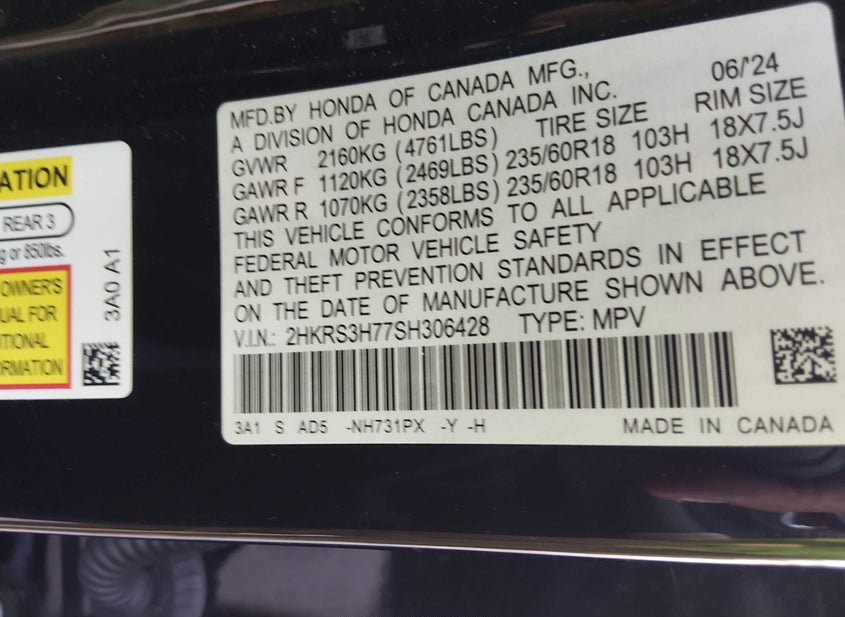 ATION
REAR 3
g or 850lbs.
OWNER'S
UAL FOR
ITIONAL
ORMATION
3A0 A1
MFD.BY HONDA OF CANADA MFG., 06/'24
A DIVISION OF HONDA CANADA INC.
GVWR 2160KG (4761LBS) TIRE SIZE RIM SIZE
GAWR F 1120KG (2469LBS) 235/60R18 103H 18X7.5J
GAWR R 1070KG (2358LBS) 235/60R18 103H 18X7.5J
THIS VEHICLE CONFORMS TO ALL APPLICABLE
FEDERAL MOTOR VEHICLE SAFETY
AND THEFT PREVENTION STANDARDS IN EFFECT
ON THE DATE OF MANUFACTURE SHOWN ABOVE.
V.I.N.: 2HKRS3H77SH306428 TYPE: MPV
3A1 S AD5 -NH731PX -Y -H MADE IN CANADA